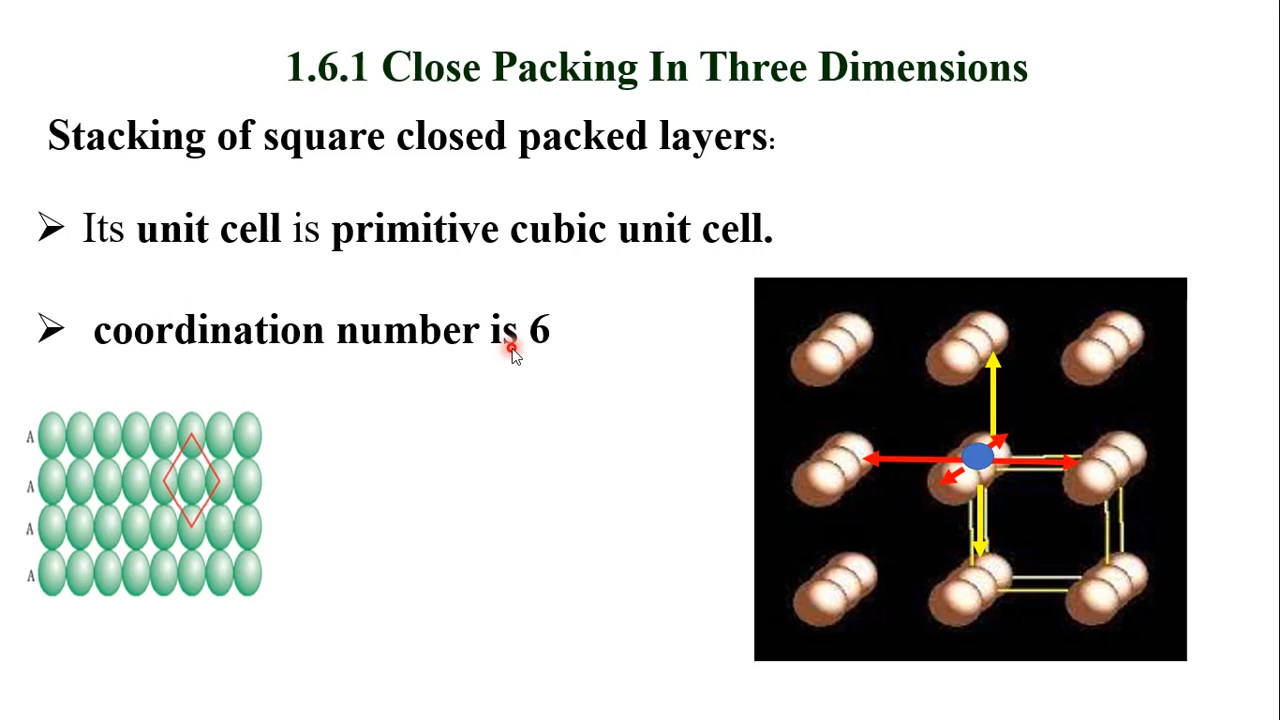 1.6.1 Close Packing In Three Dimensions
Stacking of square closed packed layers:
Its unit cell is primitive cubic unit cell.
coordination number is 6
A
A
A
A